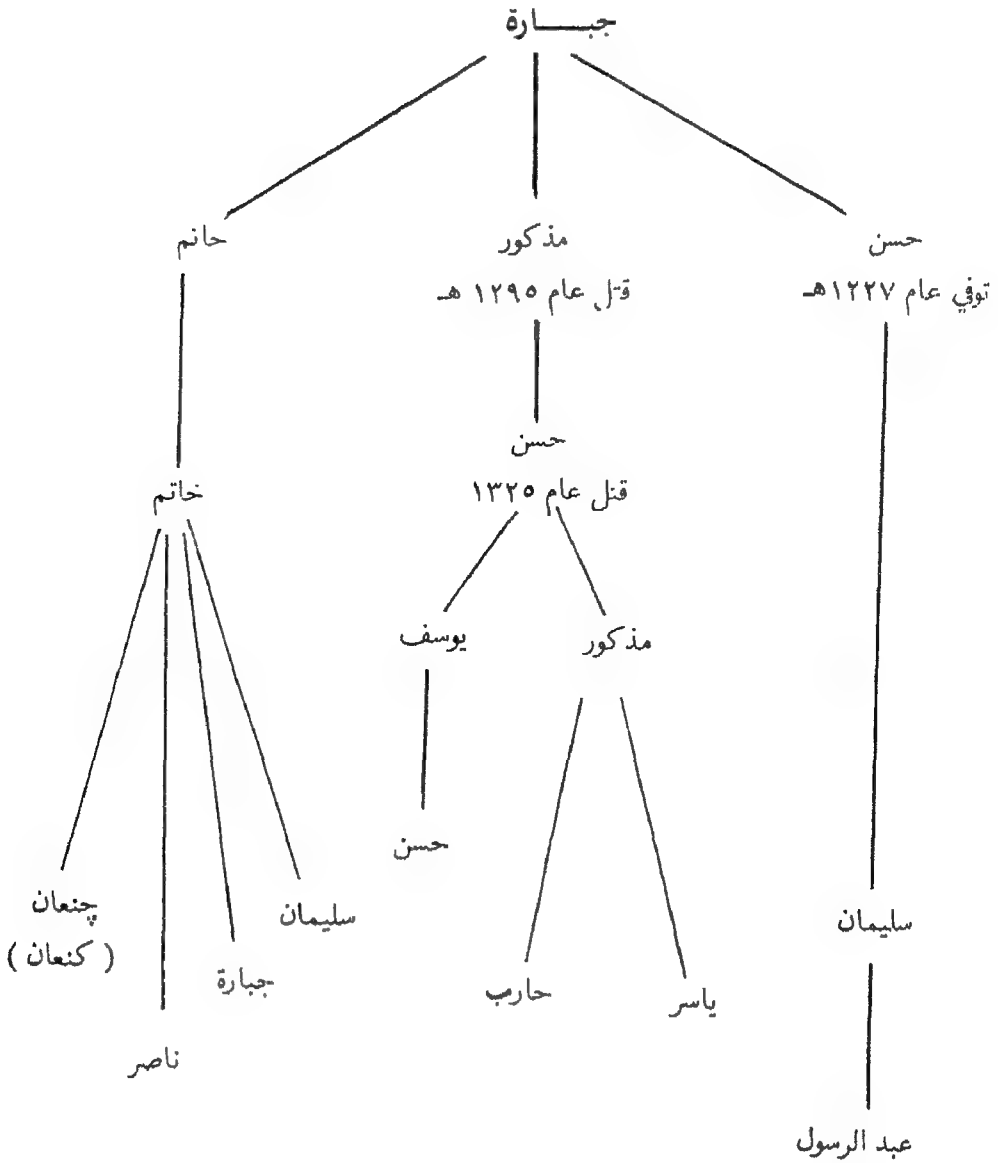 جبـــارة
حسن
توفي عام ١٢٢٧هـ
مذكور
قتل عام ١٢٩٥ هـ
حانم
حسن
قتل عام ١٣٢٥
خاتم
مذكور
يوسف
حسن
سليمان
سليمان
چنعان
( كنعان )
جبارة
ياسر
حارب
ناصر
عبد الرسول